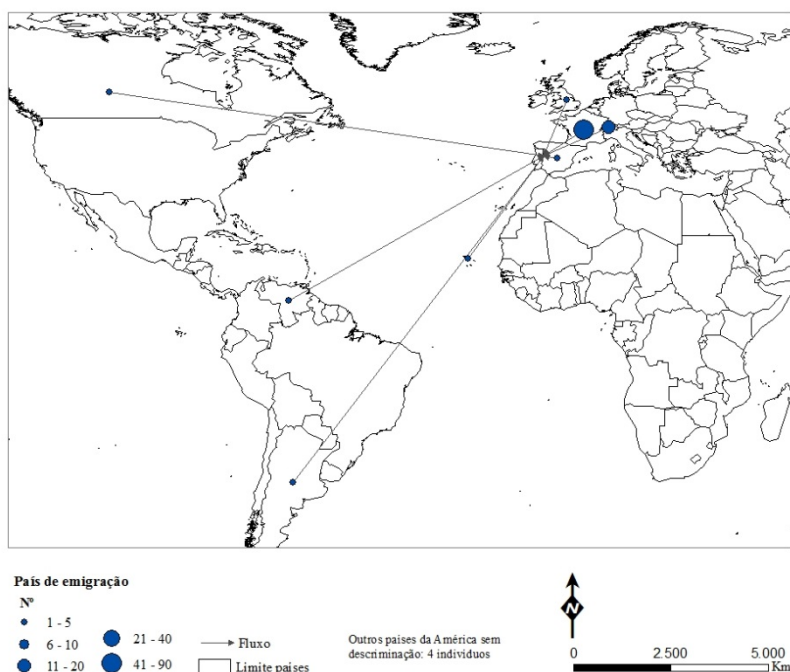 País de emigração
Nº
1 - 5
6 - 10
11 - 20
21 - 40
41 - 90
Fluxo
Limite países
Outros países da América sem
descriminação: 4 indivíduos
N
0 2.500 5.000
Km